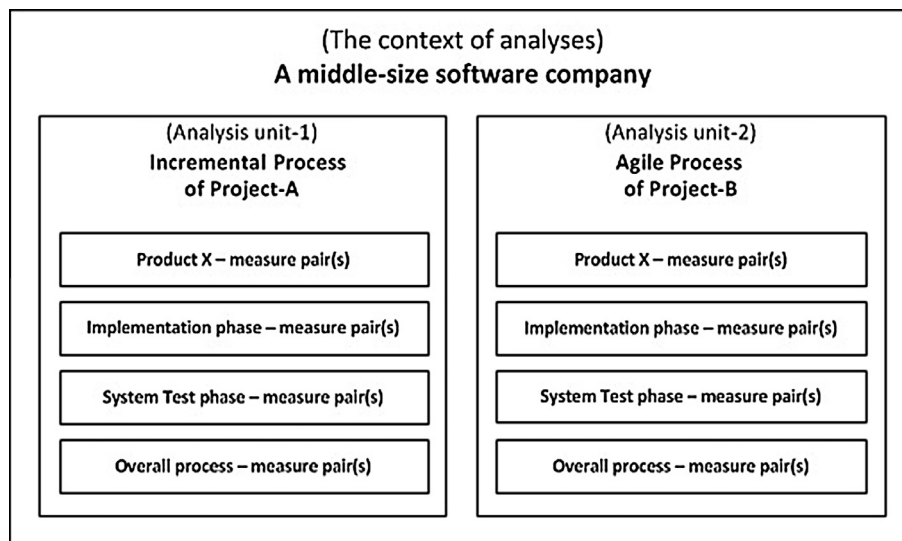 (The context of analyses)
A middle-size software company
(Analysis unit-1)
Incremental Process
of Project-A
Product X – measure pair(s)
Implementation phase – measure pair(s)
System Test phase – measure pair(s)
Overall process – measure pair(s)
(Analysis unit-2)
Agile Process
of Project-B
Product X – measure pair(s)
Implementation phase – measure pair(s)
System Test phase – measure pair(s)
Overall process – measure pair(s)